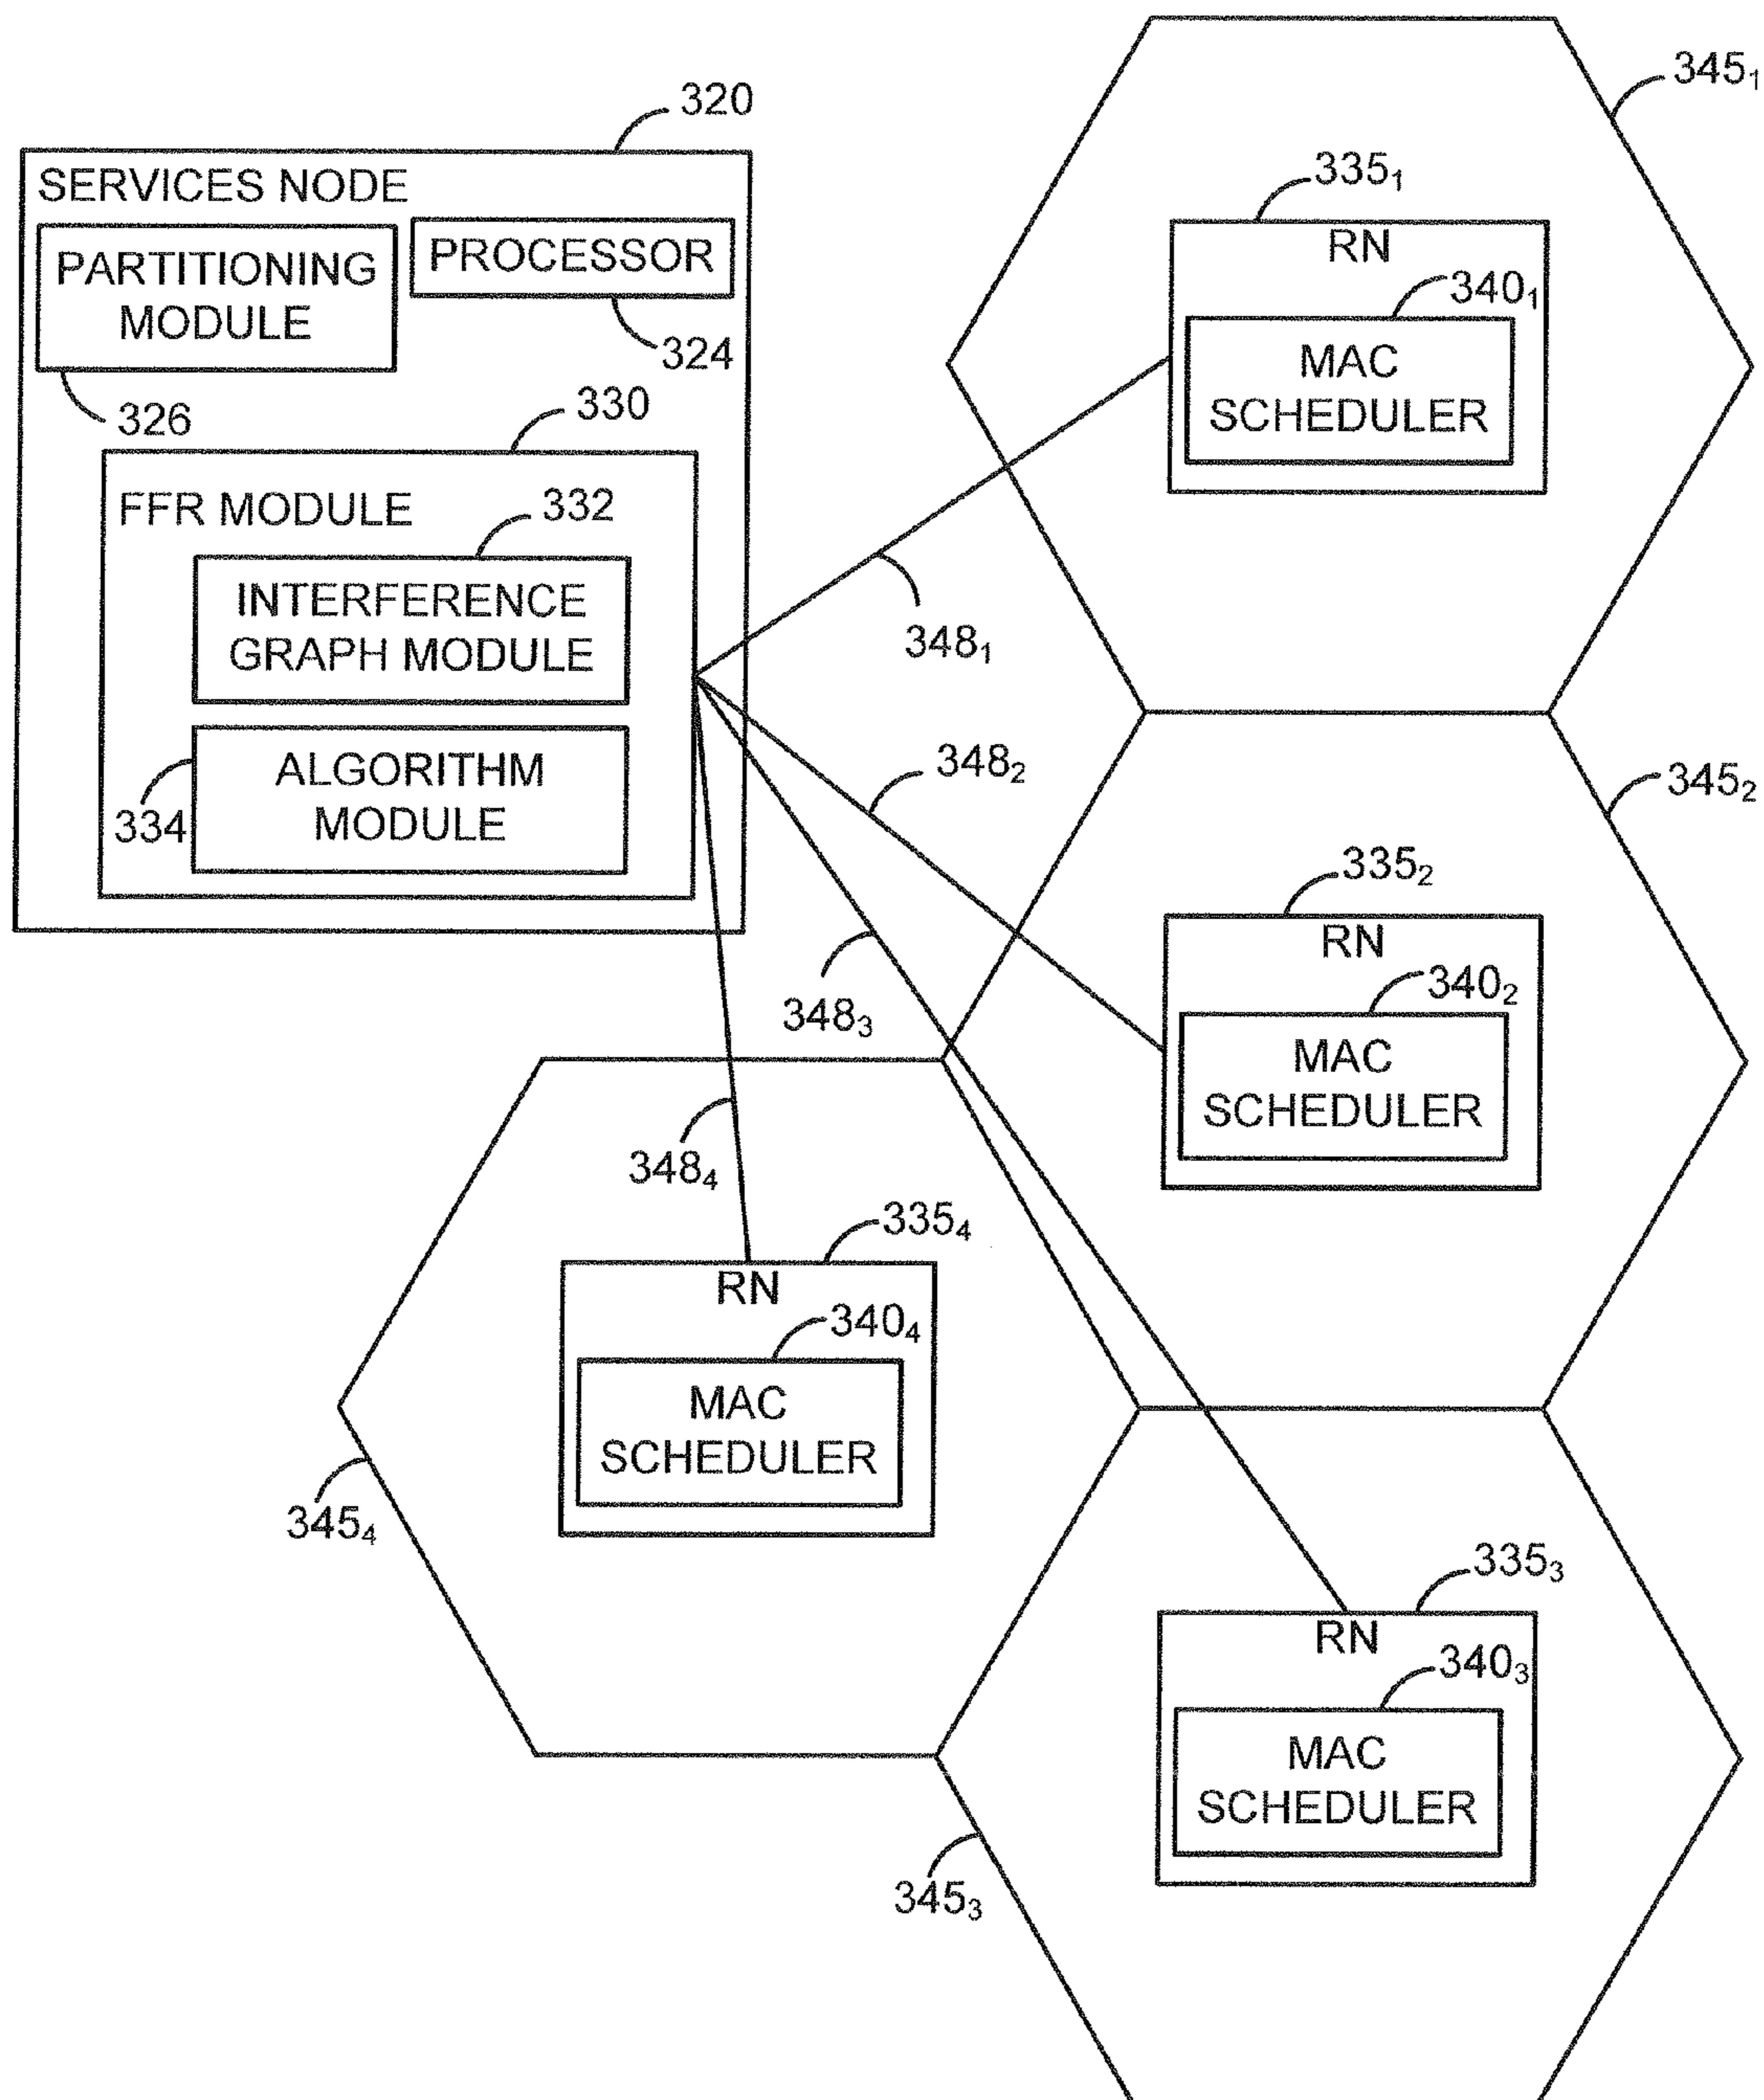 320
SERVICES NODE
PARTITIONING
MODULE
PROCESSOR
324
326
330
FFR MODULE
332
INTERFERENCE
GRAPH MODULE
ALGORITHM
MODULE
334
345₁
335₁
RN
340₁
MAC
SCHEDULER
348₁
348₂
345₂
335₂
RN
340₂
MAC
SCHEDULER
348₃
348₄
335₄
RN
340₄
MAC
SCHEDULER
345₄
335₃
RN
340₃
MAC
SCHEDULER
345₃